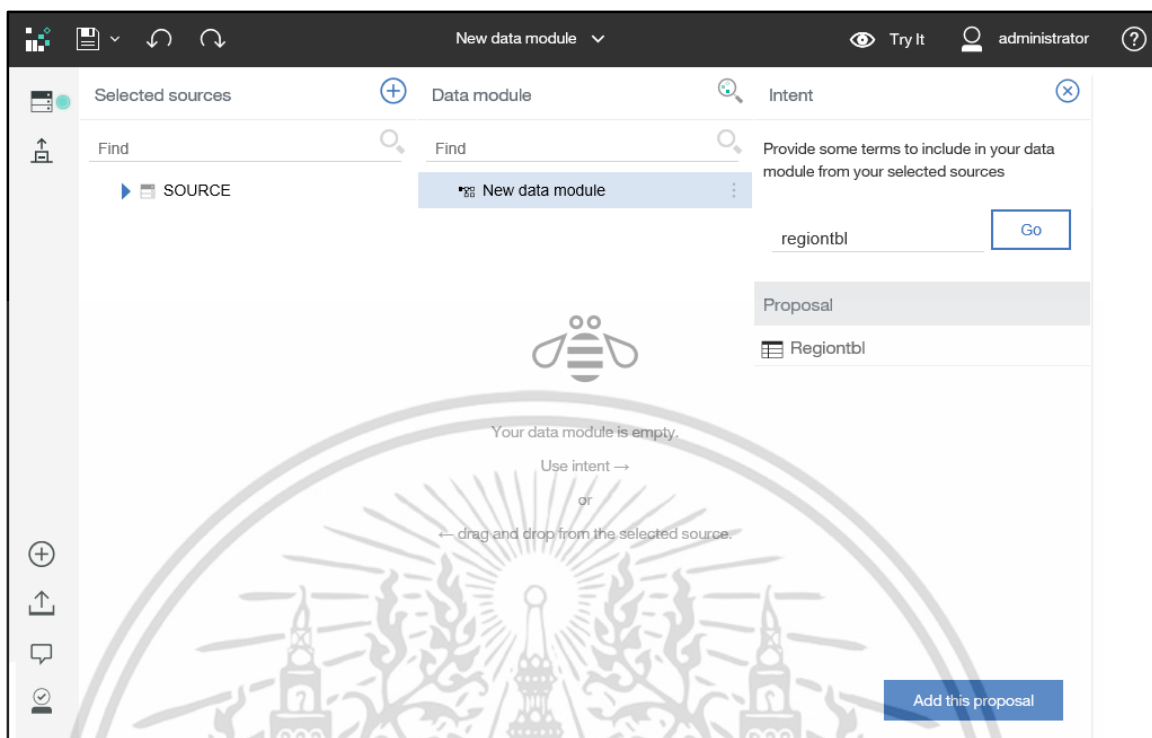 New data module
Try It
administrator
?
Selected sources
Data module
Intent
Find
Find
Provide some terms to include in your data
module from your selected sources
SOURCE
New data module
regiontbl
Go
Proposal
Regiontbl
Your data module is empty.
Use intent →
or
← drag and drop from the selected source.
Add this proposal